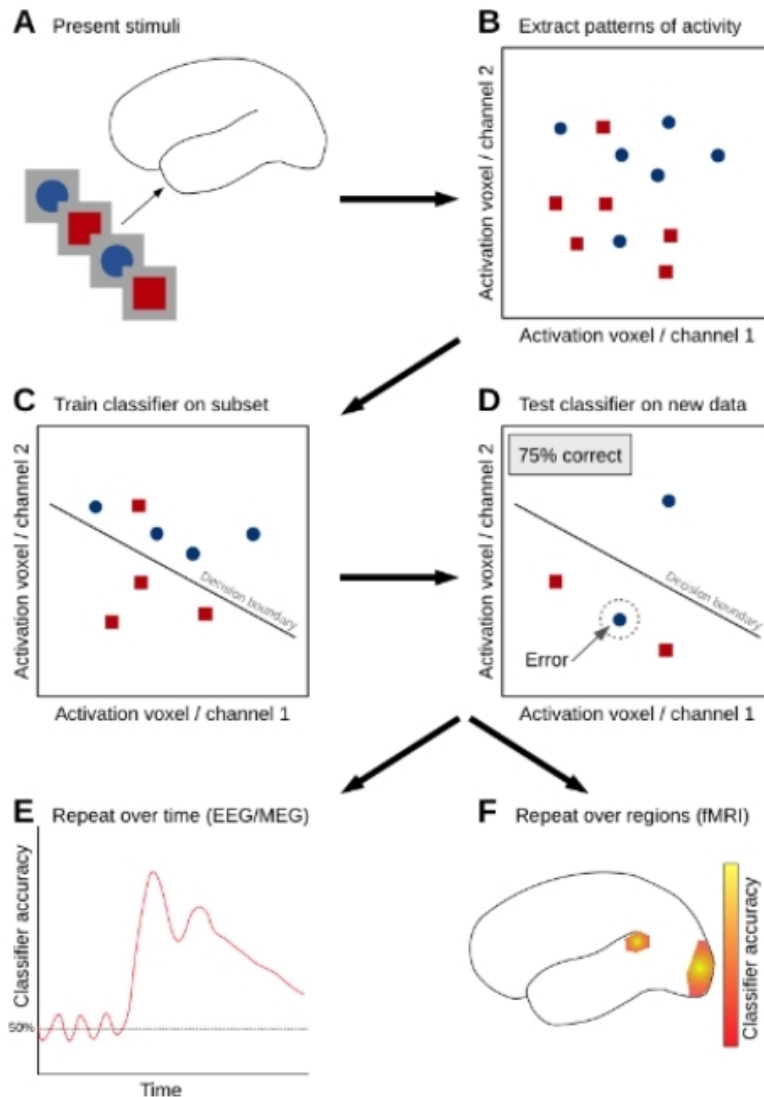 A Present stimuli
B Extract patterns of activity
Activation voxel / channel 2
Activation voxel / channel 1
C Train classifier on subset
Activation voxel / channel 2
Decision boundary
Activation voxel / channel 1
D Test classifier on new data
75% correct
Activation voxel / channel 2
Decision boundary
Error
Activation voxel / channel 1
E Repeat over time (EEG/MEG)
Classifier accuracy
50%
Time
F Repeat over regions (fMRI)
Classifier accuracy